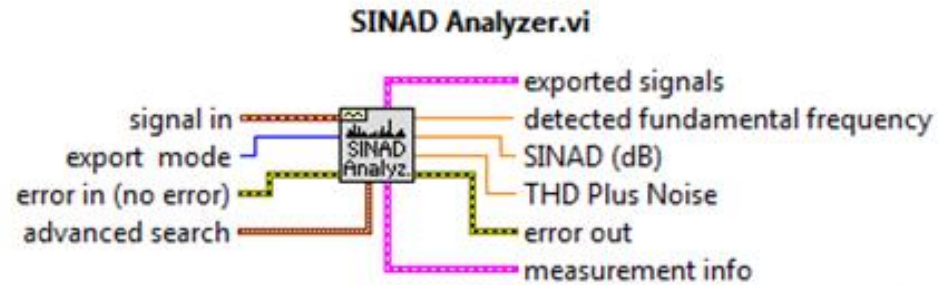 SINAD Analyzer.vi
signal in
export mode
error in (no error)
advanced search
SINAD
Analyz.
exported signals
detected fundamental frequency
SINAD (dB)
THD Plus Noise
error out
measurement info